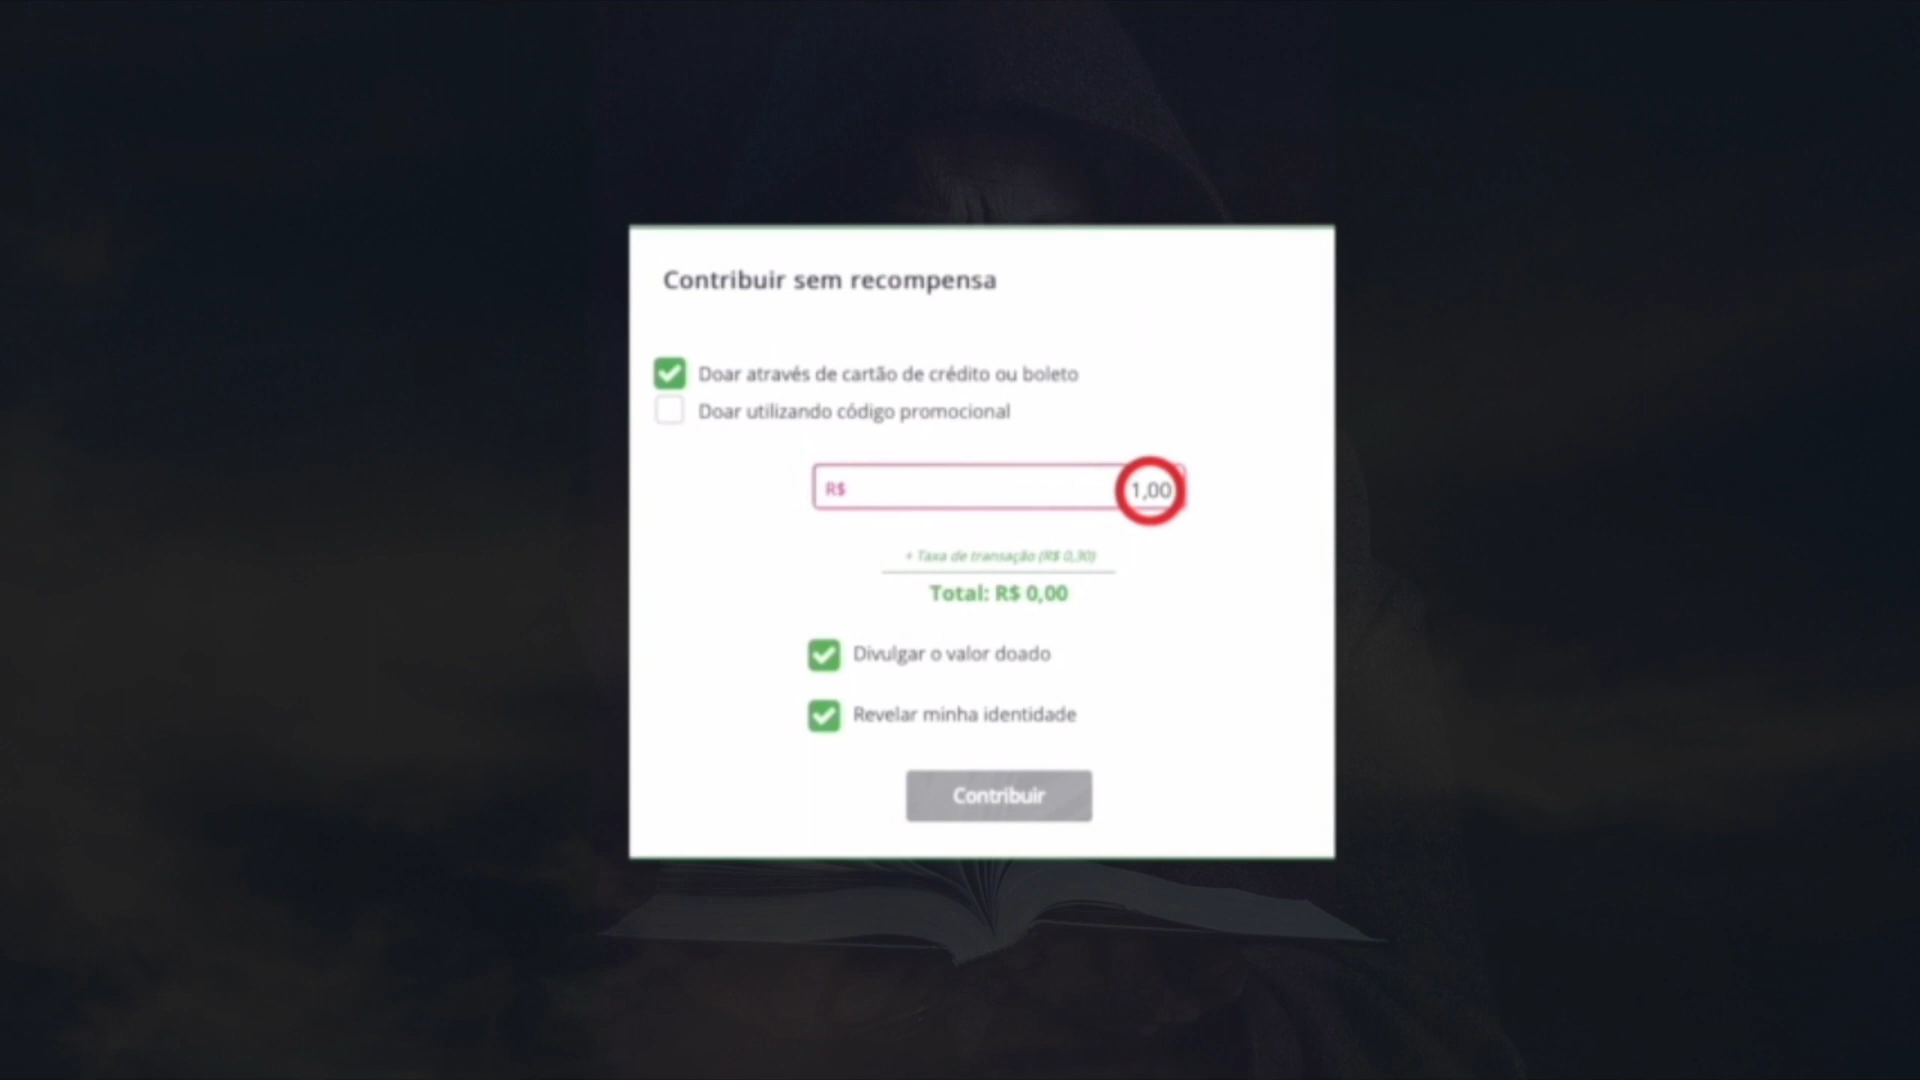 Contribuir sem recompensa
Doar através de cartão de crédito ou boleto
Doar utilizando código promocional
R$ 1,00
+ Taxa de transação (R$ 0,30)
Total: R$ 0,00
Divulgar o valor doado
Revelar minha identidade
Contribuir